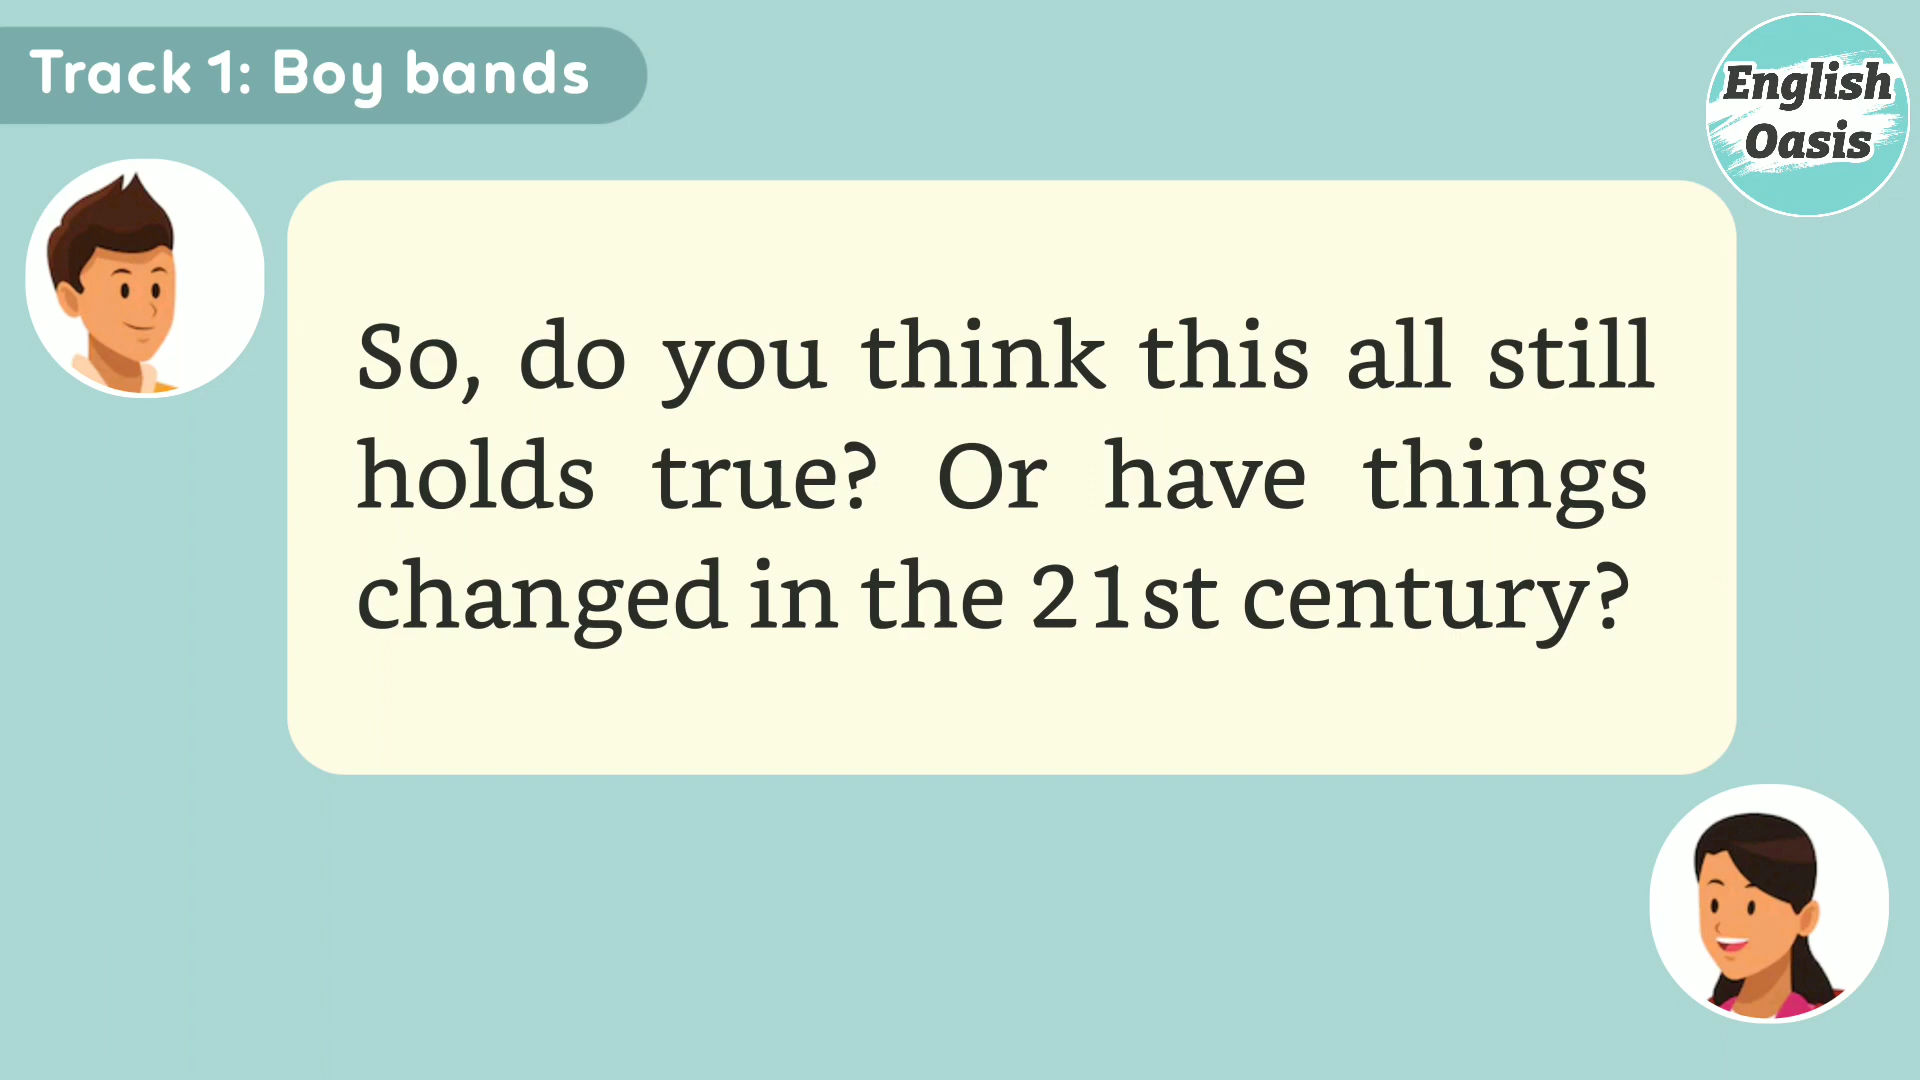 Track 1: Boy bands
English
Oasis
So, do you think this all still
holds true? Or have things
changed in the 21st century?